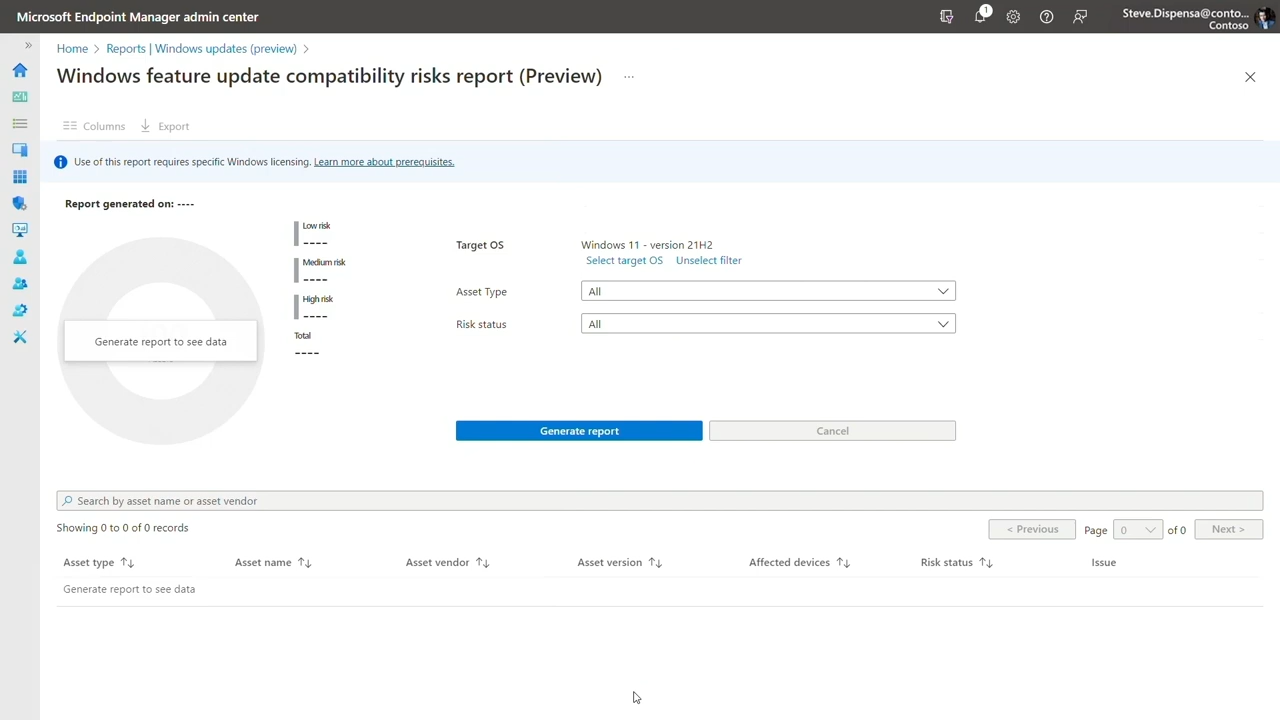 Microsoft Endpoint Manager admin center
1
Steve.Dispensa@conto...
Contoso
Home > Reports | Windows updates (preview) >
Windows feature update compatibility risks report (Preview) ...
Columns Export
Use of this report requires specific Windows licensing. Learn more about prerequisites.
Report generated on: ----
Low risk
----
Medium risk
----
High risk
----
Total
----
Generate report to see data
Target OS Windows 11 - version 21H2
Select target OS Unselect filter
Asset Type All
Risk status All
Generate report Cancel
Search by asset name or asset vendor
Showing 0 to 0 of 0 records
< Previous Page 0 of 0 Next >
Asset type Asset name Asset vendor Asset version Affected devices Risk status Issue
Generate report to see data